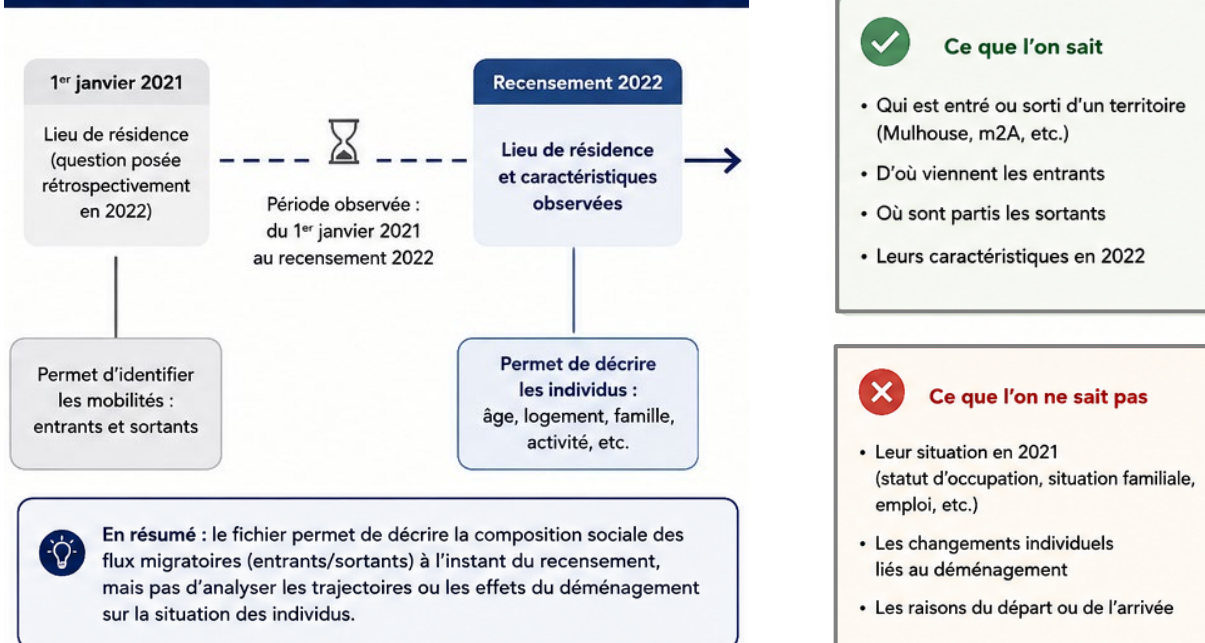 1er janvier 2021
Lieu de résidence
(question posée
rétrospectivement
en 2022)
Période observée :
du 1er janvier 2021
au recensement 2022
Recensement 2022
Lieu de résidence
et caractéristiques
observées
Permet d'identifier
les mobilités :
entrants et sortants
Permet de décrire
les individus :
âge, logement, famille,
activité, etc.
En résumé : le fichier permet de décrire la composition sociale des
flux migratoires (entrants/sortants) à l'instant du recensement,
mais pas d'analyser les trajectoires ou les effets du déménagement
sur la situation des individus.
Ce que l'on sait
• Qui est entré ou sorti d'un territoire
(Mulhouse, m2A, etc.)
• D'où viennent les entrants
• Où sont partis les sortants
• Leurs caractéristiques en 2022
Ce que l'on ne sait pas
• Leur situation en 2021
(statut d'occupation, situation familiale,
emploi, etc.)
• Les changements individuels
liés au déménagement
• Les raisons du départ ou de l'arrivée